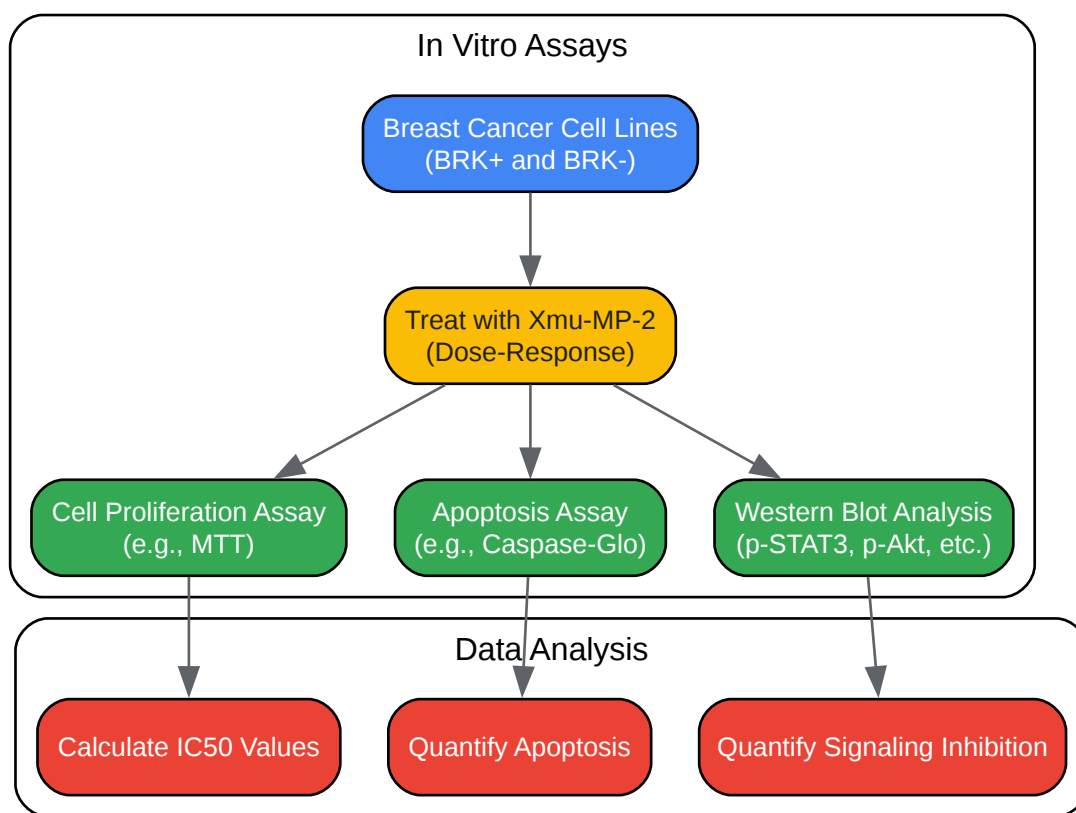 In Vitro Assays
Breast Cancer Cell Lines
(BRK+ and BRK-)
Treat with Xmu-MP-2
(Dose-Response)
Cell Proliferation Assay
(e.g., MTT)
Apoptosis Assay
(e.g., Caspase-Glo)
Western Blot Analysis
(p-STAT3, p-Akt, etc.)
Data Analysis
Calculate IC50 Values
Quantify Apoptosis
Quantify Signaling Inhibition